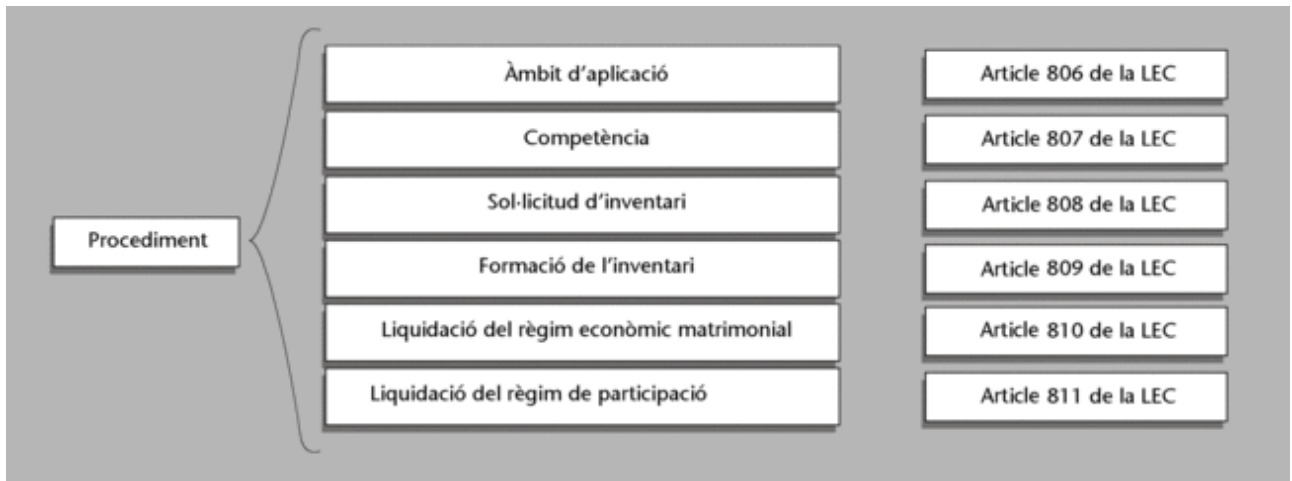 Procediment
Àmbit d'aplicació
Article 806 de la LEC
Competència
Article 807 de la LEC
Sol·licitud d'inventari
Article 808 de la LEC
Formació de l'inventari
Article 809 de la LEC
Liquidació del règim econòmic matrimonial
Article 810 de la LEC
Liquidació del règim de participació
Article 811 de la LEC